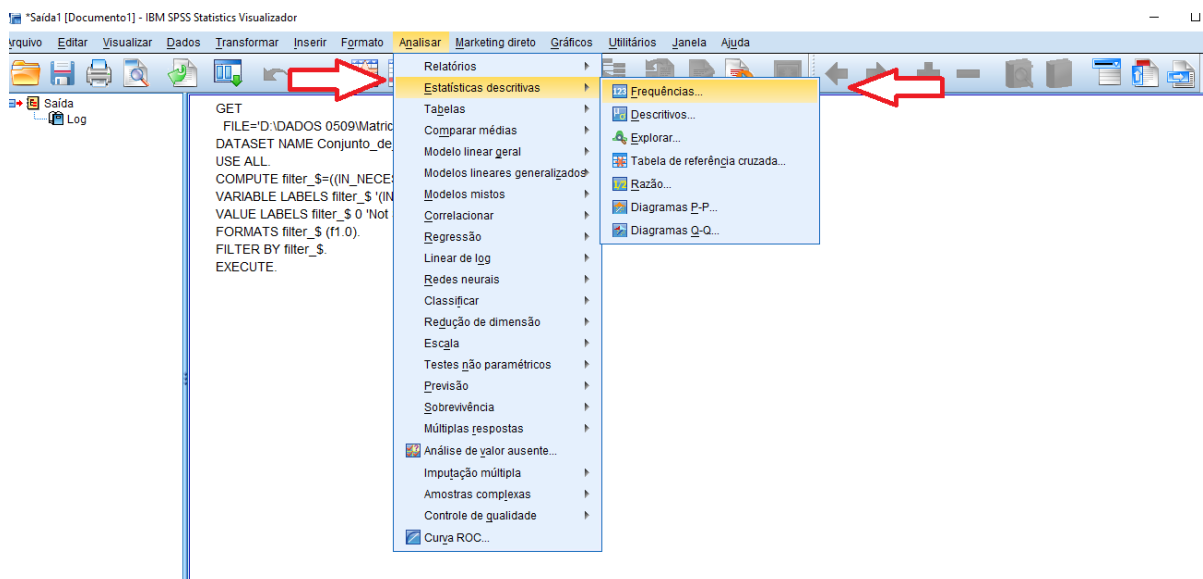 *Saída1 [Documento1] - IBM SPSS Statistics Visualizador
Arquivo Editar Visualizar Dados Transformar Inserir Formato Analisar Marketing direto Gráficos Utilitários Janela Ajuda
Saída
Log
GET
FILE='D:\DADOS 0509\Matric
DATASET NAME Conjunto_de_
USE ALL.
COMPUTE filter_$=((IN_NECES
VARIABLE LABELS filter_$ '(IN
VALUE LABELS filter_$ 0 'Not
FORMATS filter_$ (f1.0).
FILTER BY filter_$.
EXECUTE.
Relatórios
Estatísticas descritivas
Tabelas
Comparar médias
Modelo linear geral
Modelos lineares generalizados
Modelos mistos
Correlacionar
Regressão
Linear de log
Redes neurais
Classificar
Redução de dimensão
Escala
Testes não paramétricos
Previsão
Sobrevivência
Múltiplas respostas
Análise de valor ausente...
Imputação múltipla
Amostras complexas
Controle de qualidade
Curva ROC...
123 Frequências...
Descritivos...
Explorar...
Tabela de referência cruzada...
1/2 Razão...
Diagramas P-P...
Diagramas Q-Q...